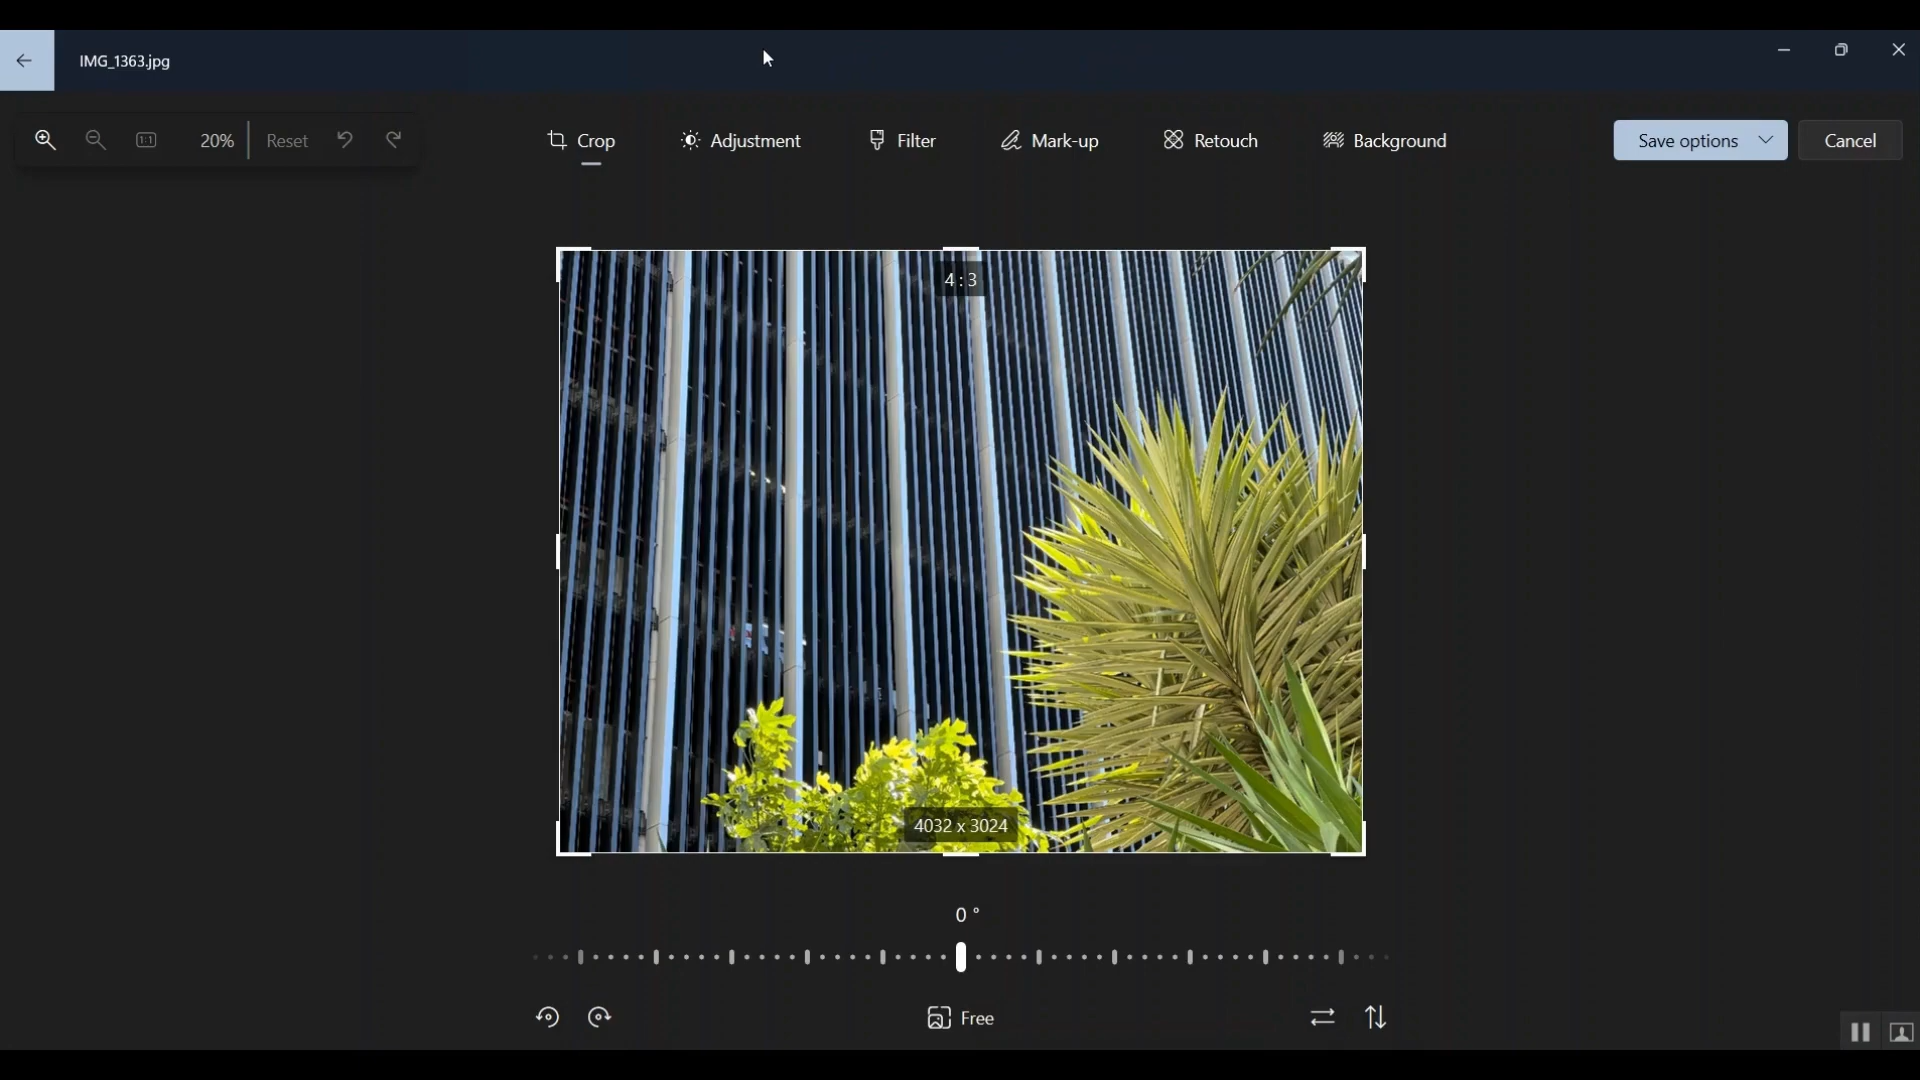 IMG_1363.jpg
20% Reset Crop Adjustment Filter Mark-up Retouch Background Save options Cancel
4 : 3
4032 x 3024
0 °
Free